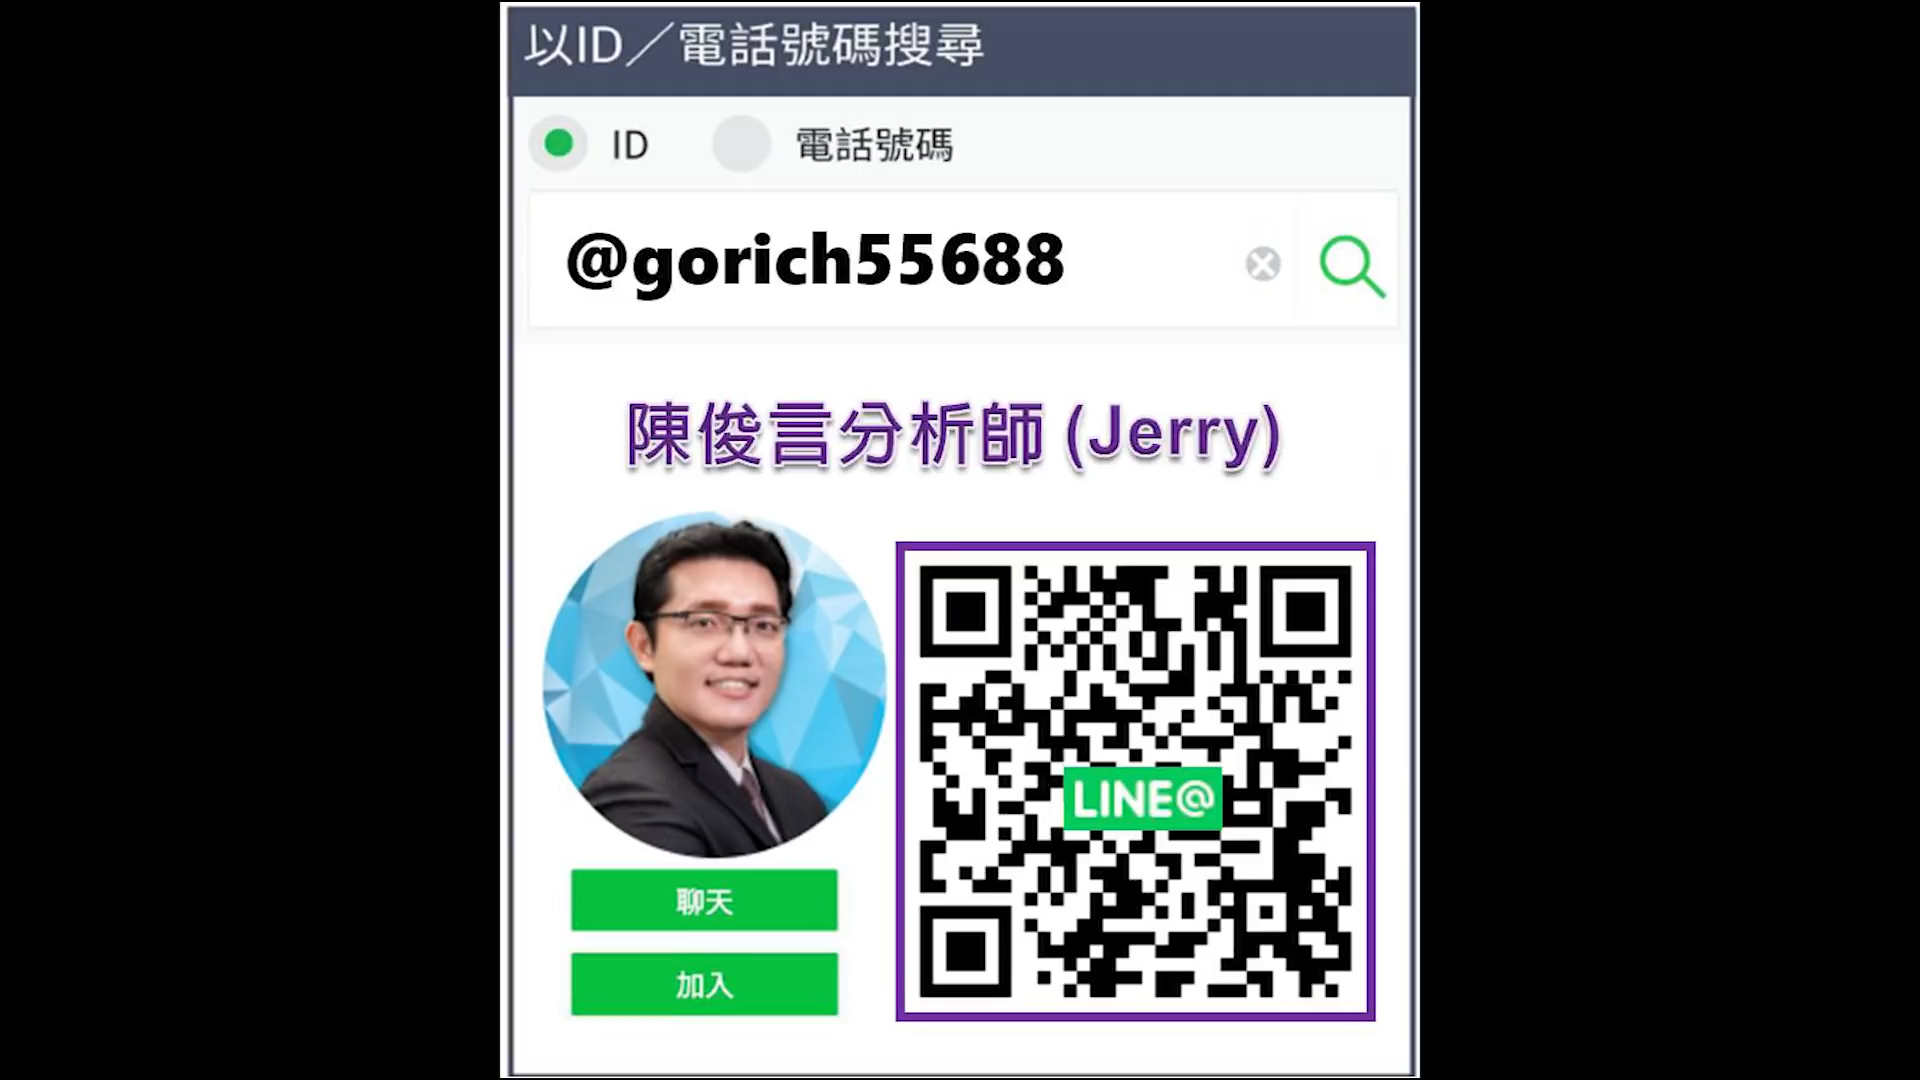 以ID／電話號碼搜尋
ID 電話號碼
@gorich55688
陳俊言分析師 (Jerry)
LINE@
聊天
加入